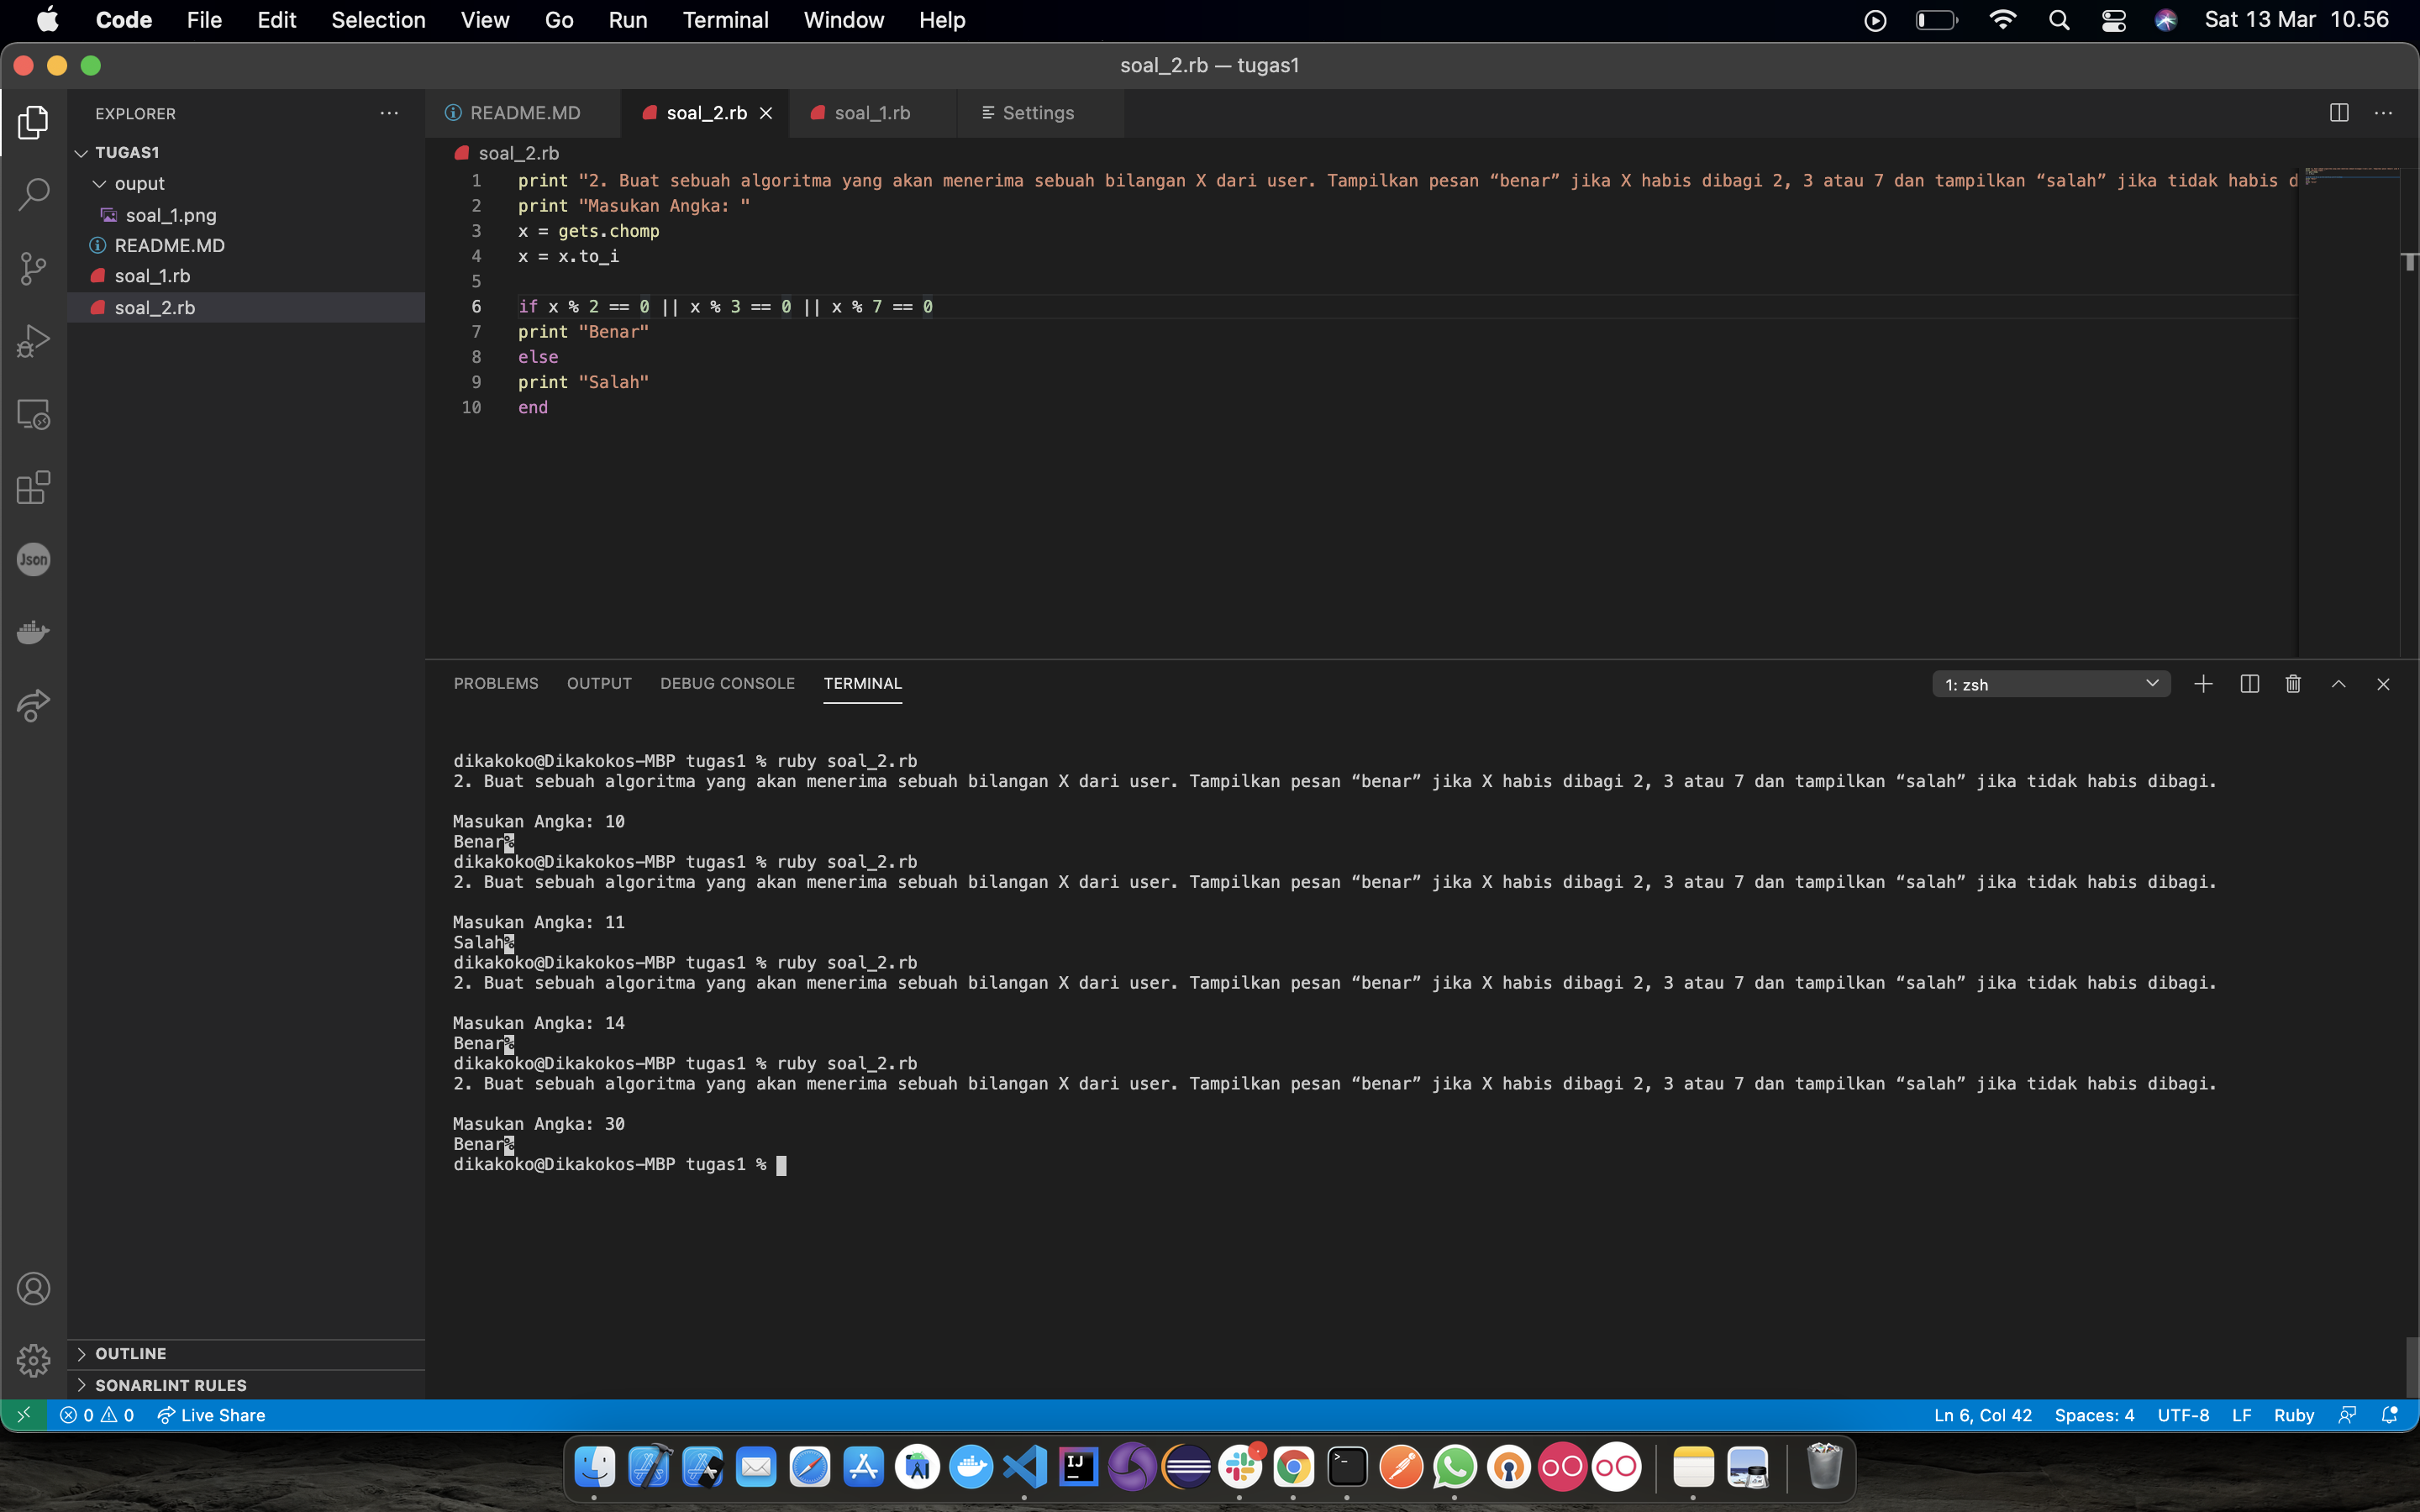 Code File Edit Selection View Go Run Terminal Window Help Sat 13 Mar 10.56
soal_2.rb — tugas1
EXPLORER
README.MD soal_2.rb soal_1.rb Settings
TUGAS1
ouput
soal_1.png
README.MD
soal_1.rb
soal_2.rb
soal_2.rb
1 print "2. Buat sebuah algoritma yang akan menerima sebuah bilangan X dari user. Tampilkan pesan “benar” jika X habis dibagi 2, 3 atau 7 dan tampilkan “salah” jika tidak habis d
2 print "Masukan Angka: "
3 x = gets.chomp
4 x = x.to_i
5
6 if x % 2 == 0 || x % 3 == 0 || x % 7 == 0
7 print "Benar"
8 else
9 print "Salah"
10 end
Json
PROBLEMS OUTPUT DEBUG CONSOLE TERMINAL 1: zsh
dikakoko@Dikakokos-MBP tugas1 % ruby soal_2.rb
2. Buat sebuah algoritma yang akan menerima sebuah bilangan X dari user. Tampilkan pesan “benar” jika X habis dibagi 2, 3 atau 7 dan tampilkan “salah” jika tidak habis dibagi.
Masukan Angka: 10
Benar%
dikakoko@Dikakokos-MBP tugas1 % ruby soal_2.rb
2. Buat sebuah algoritma yang akan menerima sebuah bilangan X dari user. Tampilkan pesan “benar” jika X habis dibagi 2, 3 atau 7 dan tampilkan “salah” jika tidak habis dibagi.
Masukan Angka: 11
Salah%
dikakoko@Dikakokos-MBP tugas1 % ruby soal_2.rb
2. Buat sebuah algoritma yang akan menerima sebuah bilangan X dari user. Tampilkan pesan “benar” jika X habis dibagi 2, 3 atau 7 dan tampilkan “salah” jika tidak habis dibagi.
Masukan Angka: 14
Benar%
dikakoko@Dikakokos-MBP tugas1 % ruby soal_2.rb
2. Buat sebuah algoritma yang akan menerima sebuah bilangan X dari user. Tampilkan pesan “benar” jika X habis dibagi 2, 3 atau 7 dan tampilkan “salah” jika tidak habis dibagi.
Masukan Angka: 30
Benar%
dikakoko@Dikakokos-MBP tugas1 %
OUTLINE
SONARLINT RULES
0 0 Live Share Ln 6, Col 42 Spaces: 4 UTF-8 LF Ruby
IJ